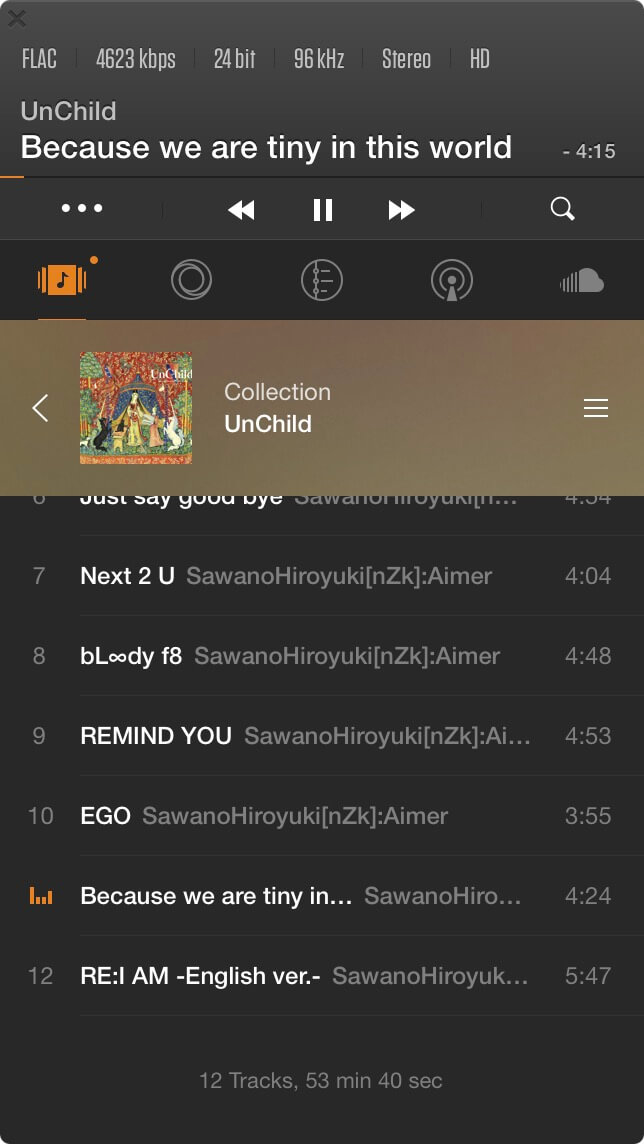 FLAC 4623 kbps 24 bit 96 kHz Stereo HD
UnChild
Because we are tiny in this world - 4:15
UnChild
Collection
UnChild
6 Just say good bye SawanoHiroyuki[n... 4:54
7 Next 2 U SawanoHiroyuki[nZk]:Aimer 4:04
8 bL∞dy f8 SawanoHiroyuki[nZk]:Aimer 4:48
9 REMIND YOU SawanoHiroyuki[nZk]:Ai... 4:53
10 EGO SawanoHiroyuki[nZk]:Aimer 3:55
Because we are tiny in... SawanoHiro... 4:24
12 RE:I AM -English ver.- SawanoHiroyuk... 5:47
12 Tracks, 53 min 40 sec